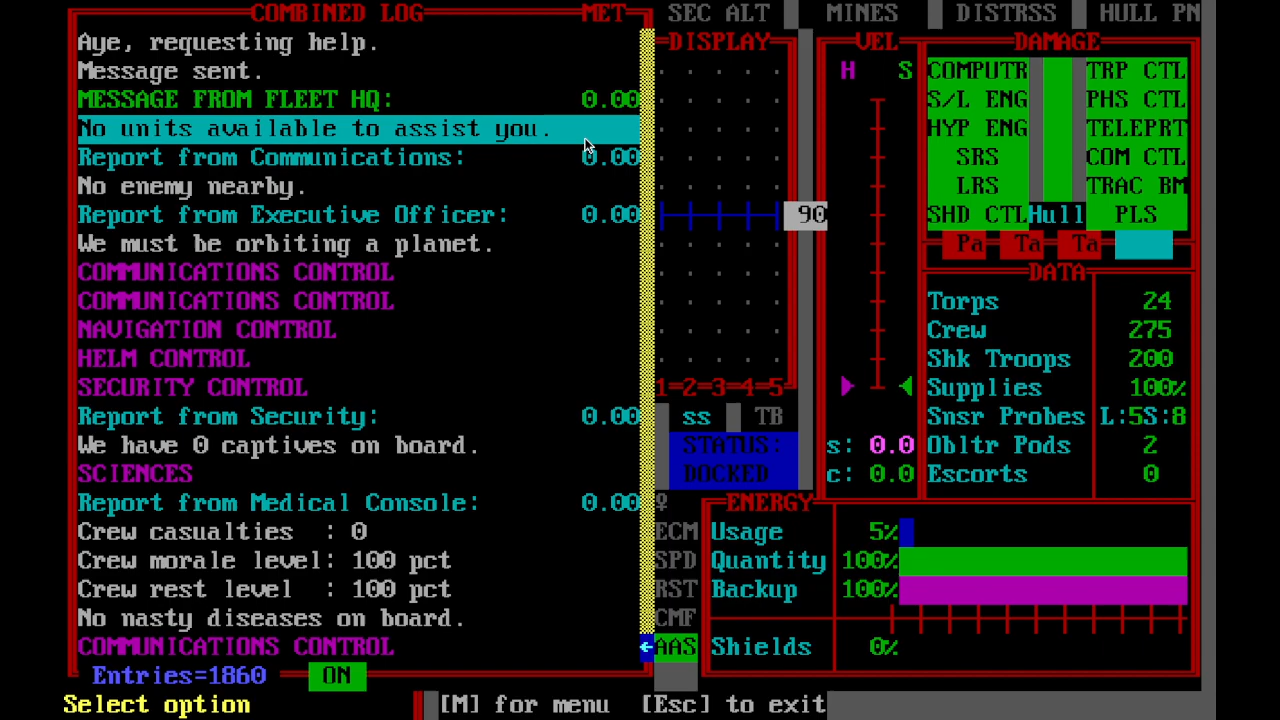 COMBINED LOG MET
Aye, requesting help.
Message sent.
MESSAGE FROM FLEET HQ: 0.00
No units available to assist you.
Report from Communications: 0.00
No enemy nearby.
Report from Executive Officer: 0.00
We must be orbiting a planet.
COMMUNICATIONS CONTROL
COMMUNICATIONS CONTROL
NAVIGATION CONTROL
HELM CONTROL
SECURITY CONTROL
Report from Security: 0.00
We have 0 captives on board.
SCIENCES
Report from Medical Console: 0.00
Crew casualties : 0
Crew morale level: 100 pct
Crew rest level : 100 pct
No nasty diseases on board.
COMMUNICATIONS CONTROL
Entries=1860 ON
Select option [M] for menu [Esc] to exit
SEC ALT MINES DISTRSS HULL PN
DISPLAY
90
1=2=3=4=5
ss TB
STATUS:
DOCKED
ECM
SPD
RST
CMF
AAS
VEL
H S
s: 0.0
c: 0.0
DAMAGE
COMPUTR TRP CTL
S/L ENG PHS CTL
HYP ENG TELEPRT
SRS COM CTL
LRS TRAC BM
SHD CTL Hull PLS
Pa Ta Ta
DATA
Torps 24
Crew 275
Shk Troops 200
Supplies 100%
Snsr Probes L:5S:8
Obltr Pods 2
Escorts 0
ENERGY
Usage 5%
Quantity 100%
Backup 100%
Shields 0%